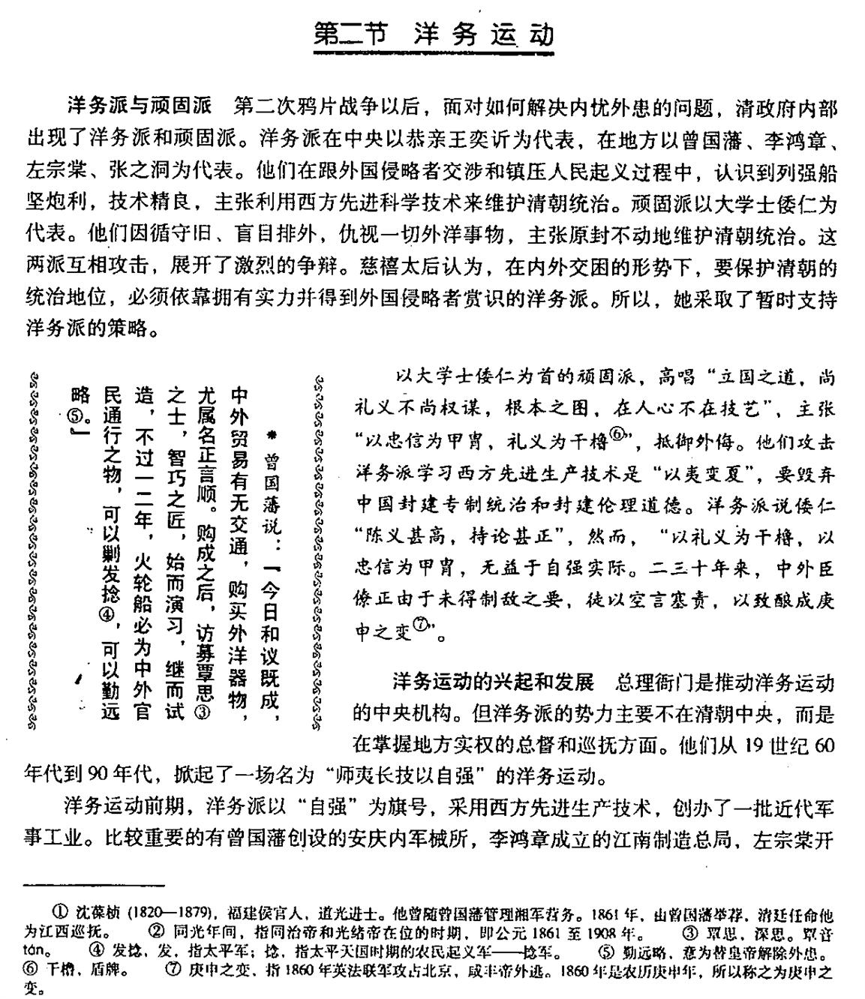 第二节 洋务运动
洋务派与顽固派 第二次鸦片战争以后，面对如何解决内忧外患的问题，清政府内部
出现了洋务派和顽固派。洋务派在中央以恭亲王奕䜣为代表，在地方以曾国藩、李鸿章、
左宗棠、张之洞为代表。他们在跟外国侵略者交涉和镇压人民起义过程中，认识到列强船
坚炮利，技术精良，主张利用西方先进科学技术来维护清朝统治。顽固派以大学士倭仁为
代表。他们因循守旧、盲目排外，仇视一切外洋事物，主张原封不动地维护清朝统治。这
两派互相攻击，展开了激烈的争辩。慈禧太后认为，在内外交困的形势下，要保护清朝的
统治地位，必须依靠拥有实力并得到外国侵略者赏识的洋务派。所以，她采取了暂时支持
洋务派的策略。
＊曾国藩说：“今日和议既成，
中外贸易有无交通，购买外洋器物，
尤属名正言顺。购成之后，访募覃思③
之士，智巧之匠，始而演习，继而试
造，不过一二年，火轮船必为中外官
民通行之物，可以剿发捻④，可以勤远
略⑤。”
以大学士倭仁为首的顽固派，高唱“立国之道，尚
礼义不尚权谋，根本之图，在人心不在技艺”，主张
“以忠信为甲胄，礼义为干橹⑥”，抵御外侮。他们攻击
洋务派学习西方先进生产技术是“以夷变夏”，要毁弃
中国封建专制统治和封建伦理道德。洋务派说倭仁
“陈义甚高，持论甚正”，然而，“以礼义为干橹，以
忠信为甲胄，无益于自强实际。二三十年来，中外臣
僚正由于未得制敌之要，徒以空言塞责，以致酿成庚
申之变⑦”。
洋务运动的兴起和发展 总理衙门是推动洋务运动
的中央机构。但洋务派的势力主要不在清朝中央，而是
在掌握地方实权的总督和巡抚方面。他们从 19 世纪 60
年代到 90 年代，掀起了一场名为“师夷长技以自强”的洋务运动。
洋务运动前期，洋务派以“自强”为旗号，采用西方先进生产技术，创办了一批近代军
事工业。比较重要的有曾国藩创设的安庆内军械所，李鸿章成立的江南制造总局，左宗棠开
① 沈葆桢 (1820—1879)，福建侯官人，道光进士。他曾随曾国藩管理湘军营务。1861 年，由曾国藩举荐，清廷任命他
为江西巡抚。 ② 同光年间，指同治帝和光绪帝在位的时期，即公元 1861 至 1908 年。 ③ 覃思，深思。覃音
tán。 ④ 发捻，发，指太平军；捻，指太平天国时期的农民起义军——捻军。 ⑤ 勤远略，意为替皇帝解除外患。
⑥ 干橹，盾牌。 ⑦ 庚申之变，指 1860 年英法联军攻占北京，咸丰帝外逃。1860 年是农历庚申年，所以称之为庚申之
变。